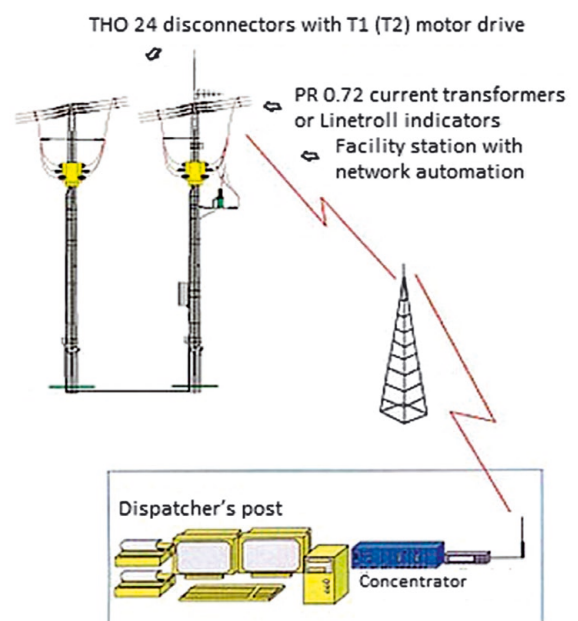 THO 24 disconnectors with T1 (T2) motor drive
PR 0.72 current transformers
or Linetroll indicators
Facility station with
network automation
Dispatcher's post
Concentrator